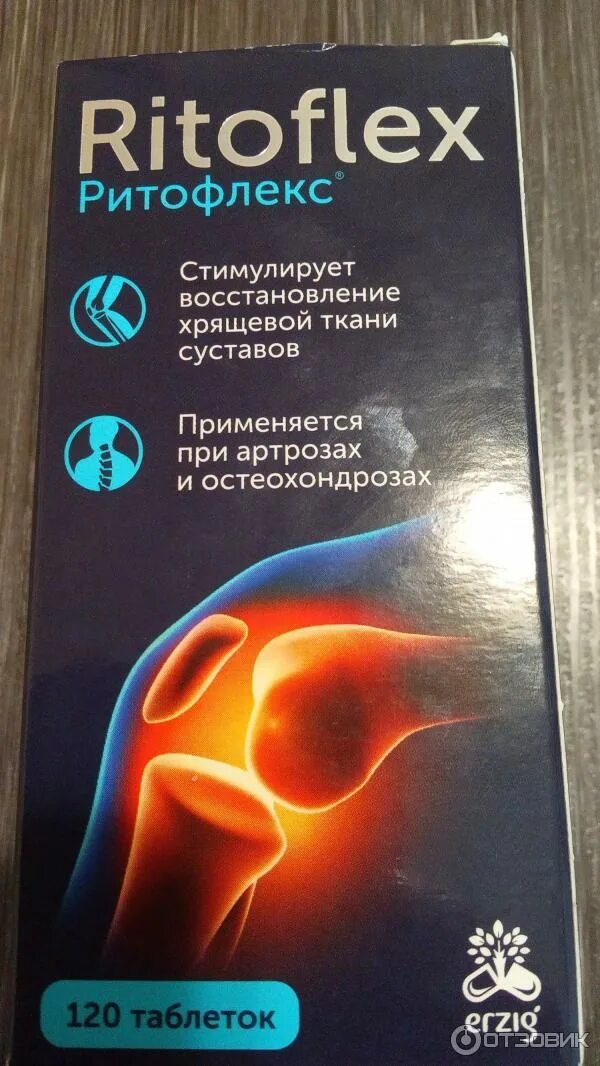 Ritoflex
Ритофлекс®
Стимулирует
восстановление
хрящевой ткани
суставов
Применяется
при артрозах
и остеохондрозах
120 таблеток
erzig
ОТЗОВИК